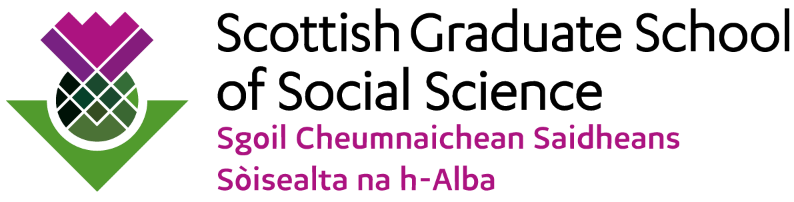 Scottish Graduate School
of Social Science
Sgoil Cheumnaichean Saidheans
Sòisealta na h-Alba